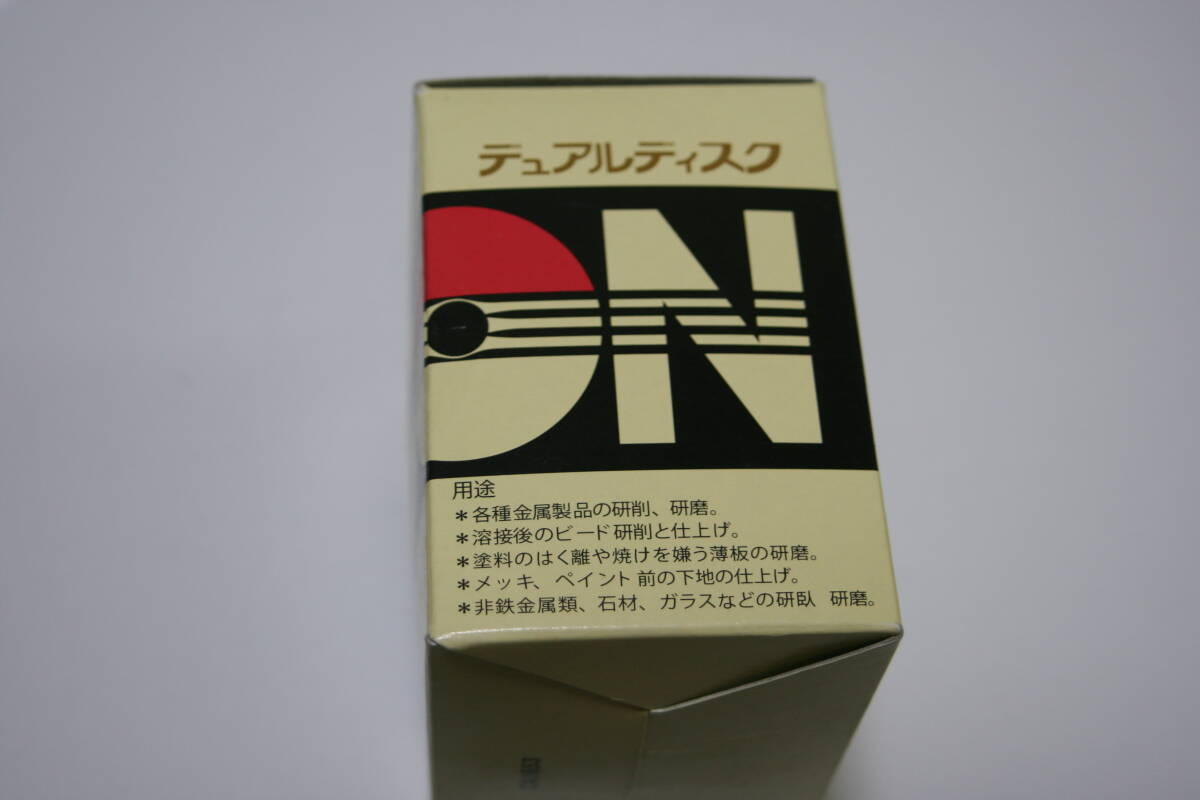 デュアルディスク
N
用途
*各種金属製品の研削、研磨。
*溶接後のビード研削と仕上げ。
*塗料のはく離や焼けを嫌う薄板の研磨。
*メッキ、ペイント前の下地の仕上げ。
*非鉄金属類、石材、ガラスなどの研臥 研磨。